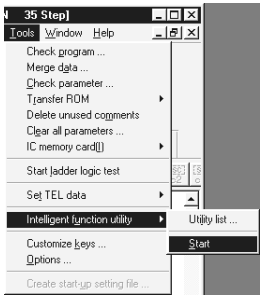 35 Step]
Tools Window Help
Check program ...
Merge data ...
Check parameter ...
Transfer ROM
Delete unused comments
Clear all parameters ...
IC memory card(I)
Start ladder logic test
Set TEL data
Intelligent function utility
Utility list ...
Start
Customize keys ...
Options ...
Create start-up setting file ...